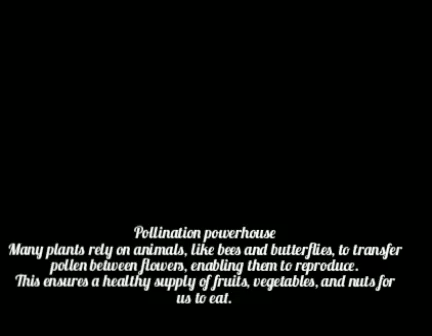 Pollination powerhouse
Many plants rely on animals, like bees and butterflies, to transfer
pollen between flowers, enabling them to reproduce.
This ensures a healthy supply of fruits, vegetables, and nuts for
us to eat.